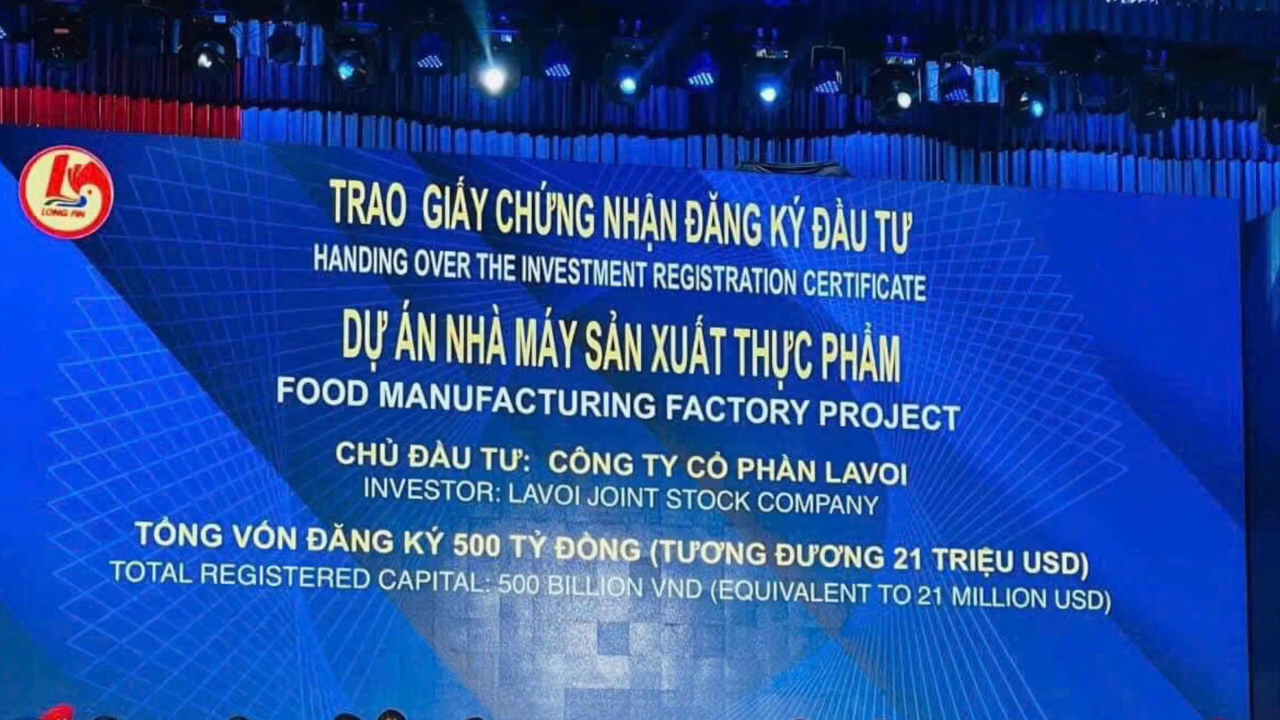 LONG AN
TRAO GIẤY CHỨNG NHẬN ĐĂNG KÝ ĐẦU TƯ
HANDING OVER THE INVESTMENT REGISTRATION CERTIFICATE
DỰ ÁN NHÀ MÁY SẢN XUẤT THỰC PHẨM
FOOD MANUFACTURING FACTORY PROJECT
CHỦ ĐẦU TƯ: CÔNG TY CỔ PHẦN LAVOI
INVESTOR: LAVOI JOINT STOCK COMPANY
TỔNG VỐN ĐĂNG KÝ 500 TỶ ĐỒNG (TƯƠNG ĐƯƠNG 21 TRIỆU USD)
TOTAL REGISTERED CAPITAL: 500 BILLION VND (EQUIVALENT TO 21 MILLION USD)